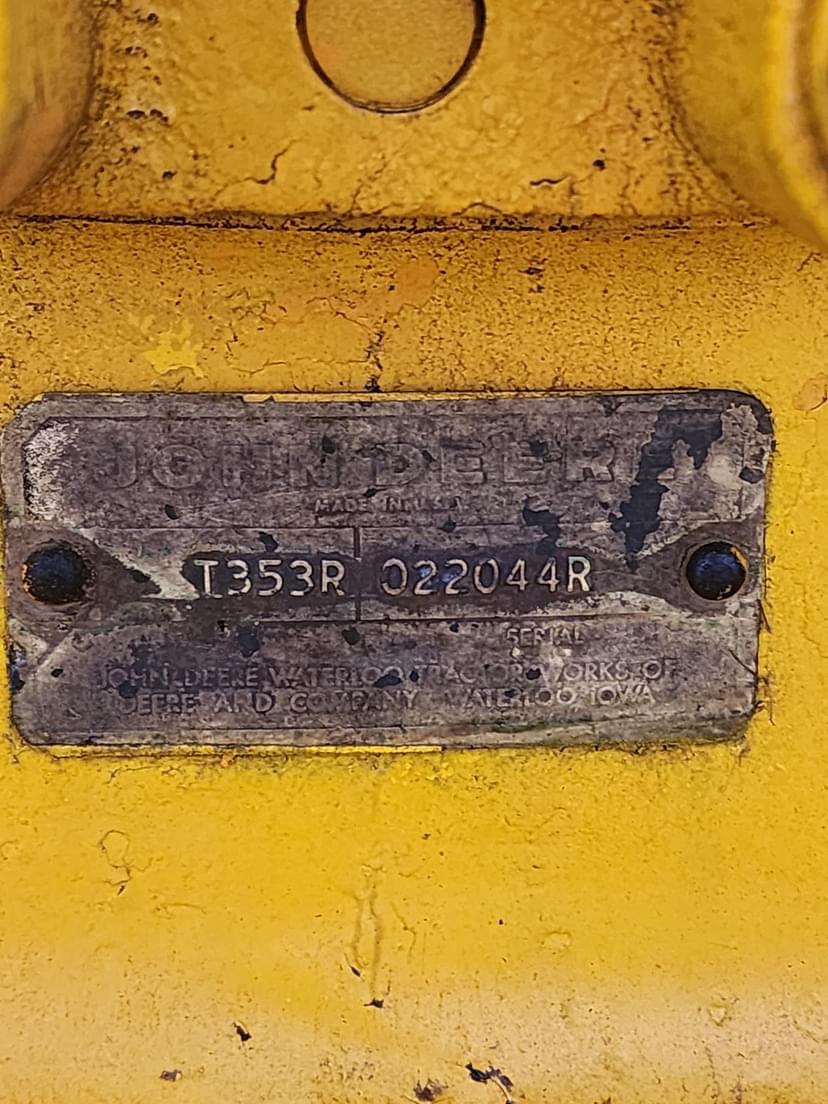 JOHN DEERE
MADE IN U.S.A.
T353R 022044R
SERIAL
JOHN DEERE WATERLOO TRACTOR WORKS OF
DEERE AND COMPANY WATERLOO, IOWA